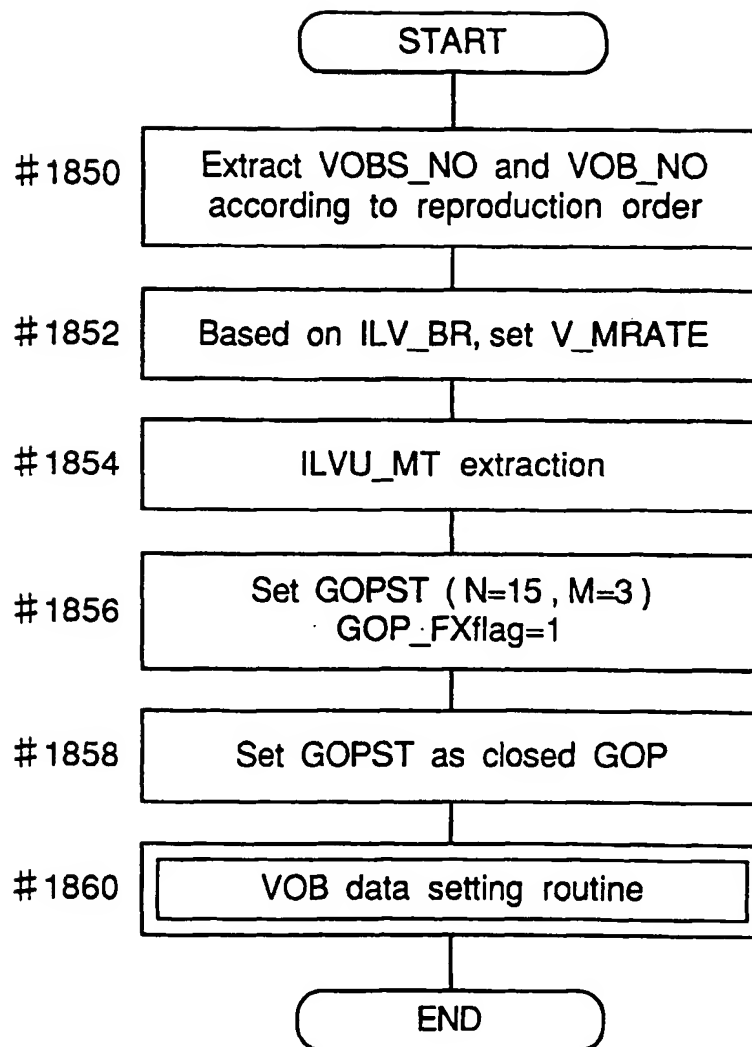 START
#1850
Extract VOBS_NO and VOB_NO
according to reproduction order
#1852
Based on ILV_BR, set V_MRATE
#1854
ILVU_MT extraction
#1856
Set GOPST ( N=15 , M=3 )
GOP_FXflag=1
#1858
Set GOPST as closed GOP
#1860
VOB data setting routine
END